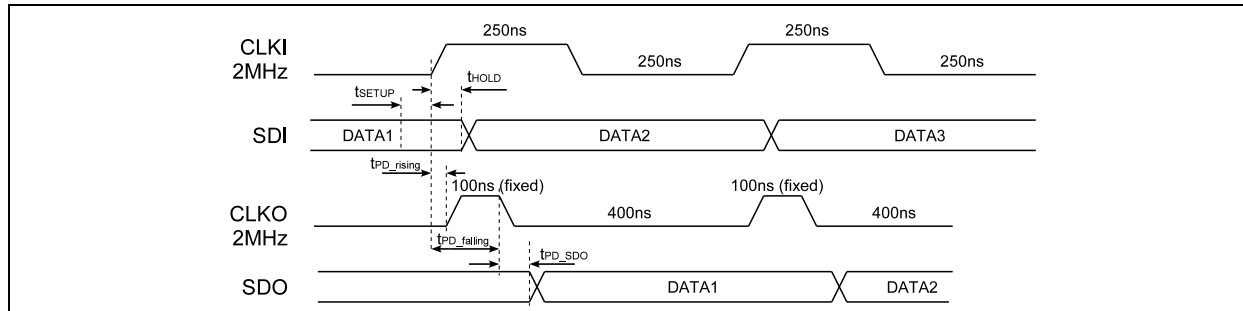 CLKI
2MHz
250ns
250ns
250ns
250ns
tHOLD
tSETUP
SDI
DATA1
DATA2
DATA3
tPD_rising
100ns (fixed)
100ns (fixed)
CLKO
2MHz
400ns
400ns
tPD_falling
tPD_SDO
SDO
DATA1
DATA2